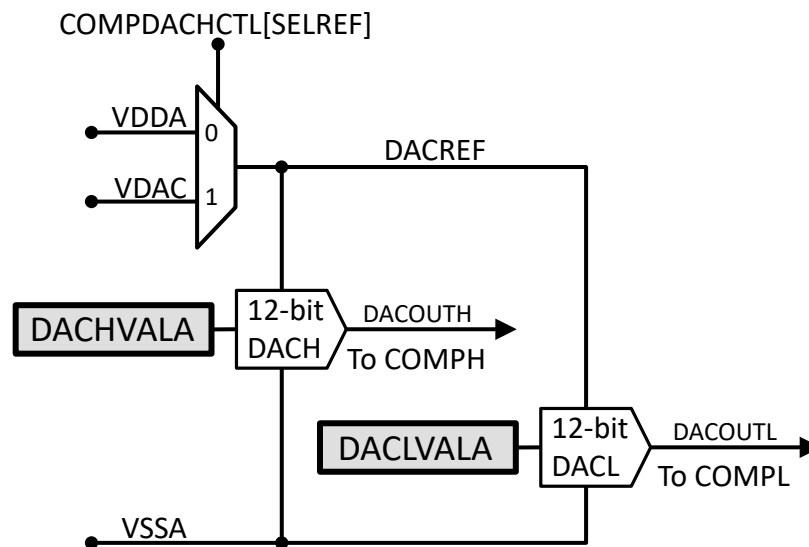 COMPDACHCTL[SELREF]
VDDA
0
DACREF
VDAC
1
DACHVALA
12-bit
DACH
DACOUTH
To COMPH
DACLVALA
12-bit
DACL
DACOUTL
To COMPL
VSSA